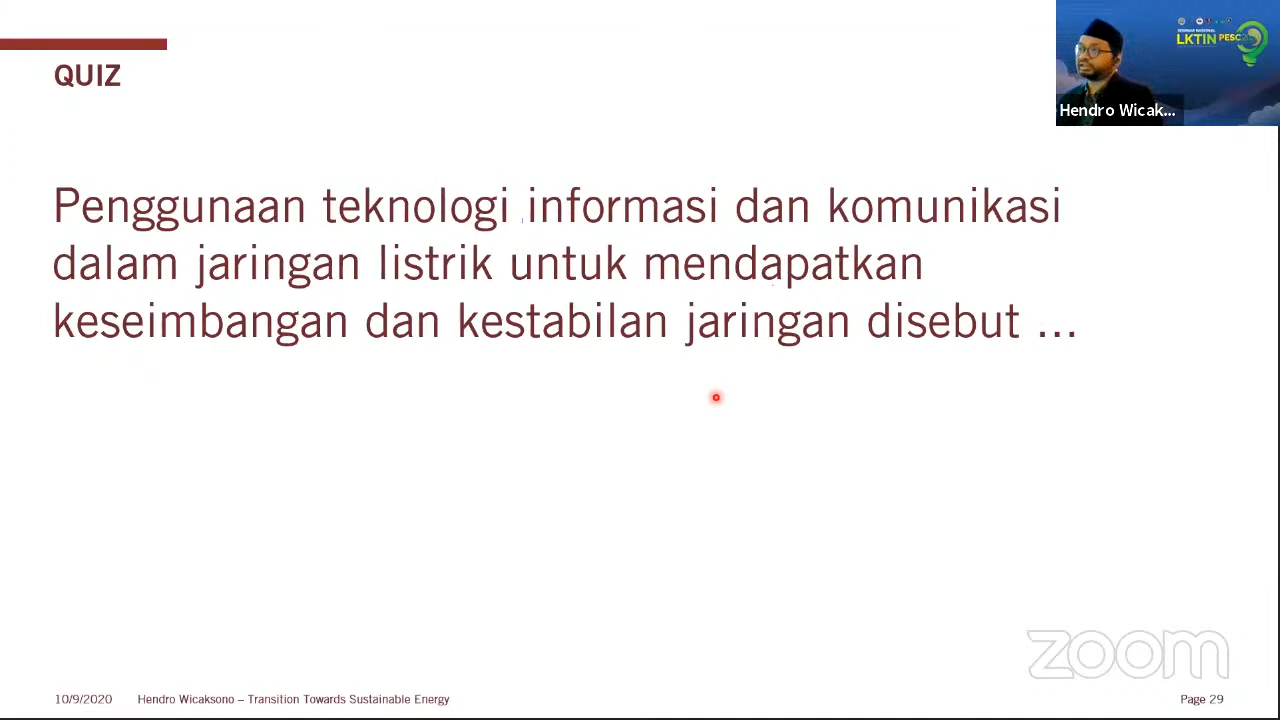 QUIZ
LKTIN PESC
Hendro Wicak...
Penggunaan teknologi informasi dan komunikasi
dalam jaringan listrik untuk mendapatkan
keseimbangan dan kestabilan jaringan disebut ...
zoom
10/9/2020 Hendro Wicaksono – Transition Towards Sustainable Energy Page 29